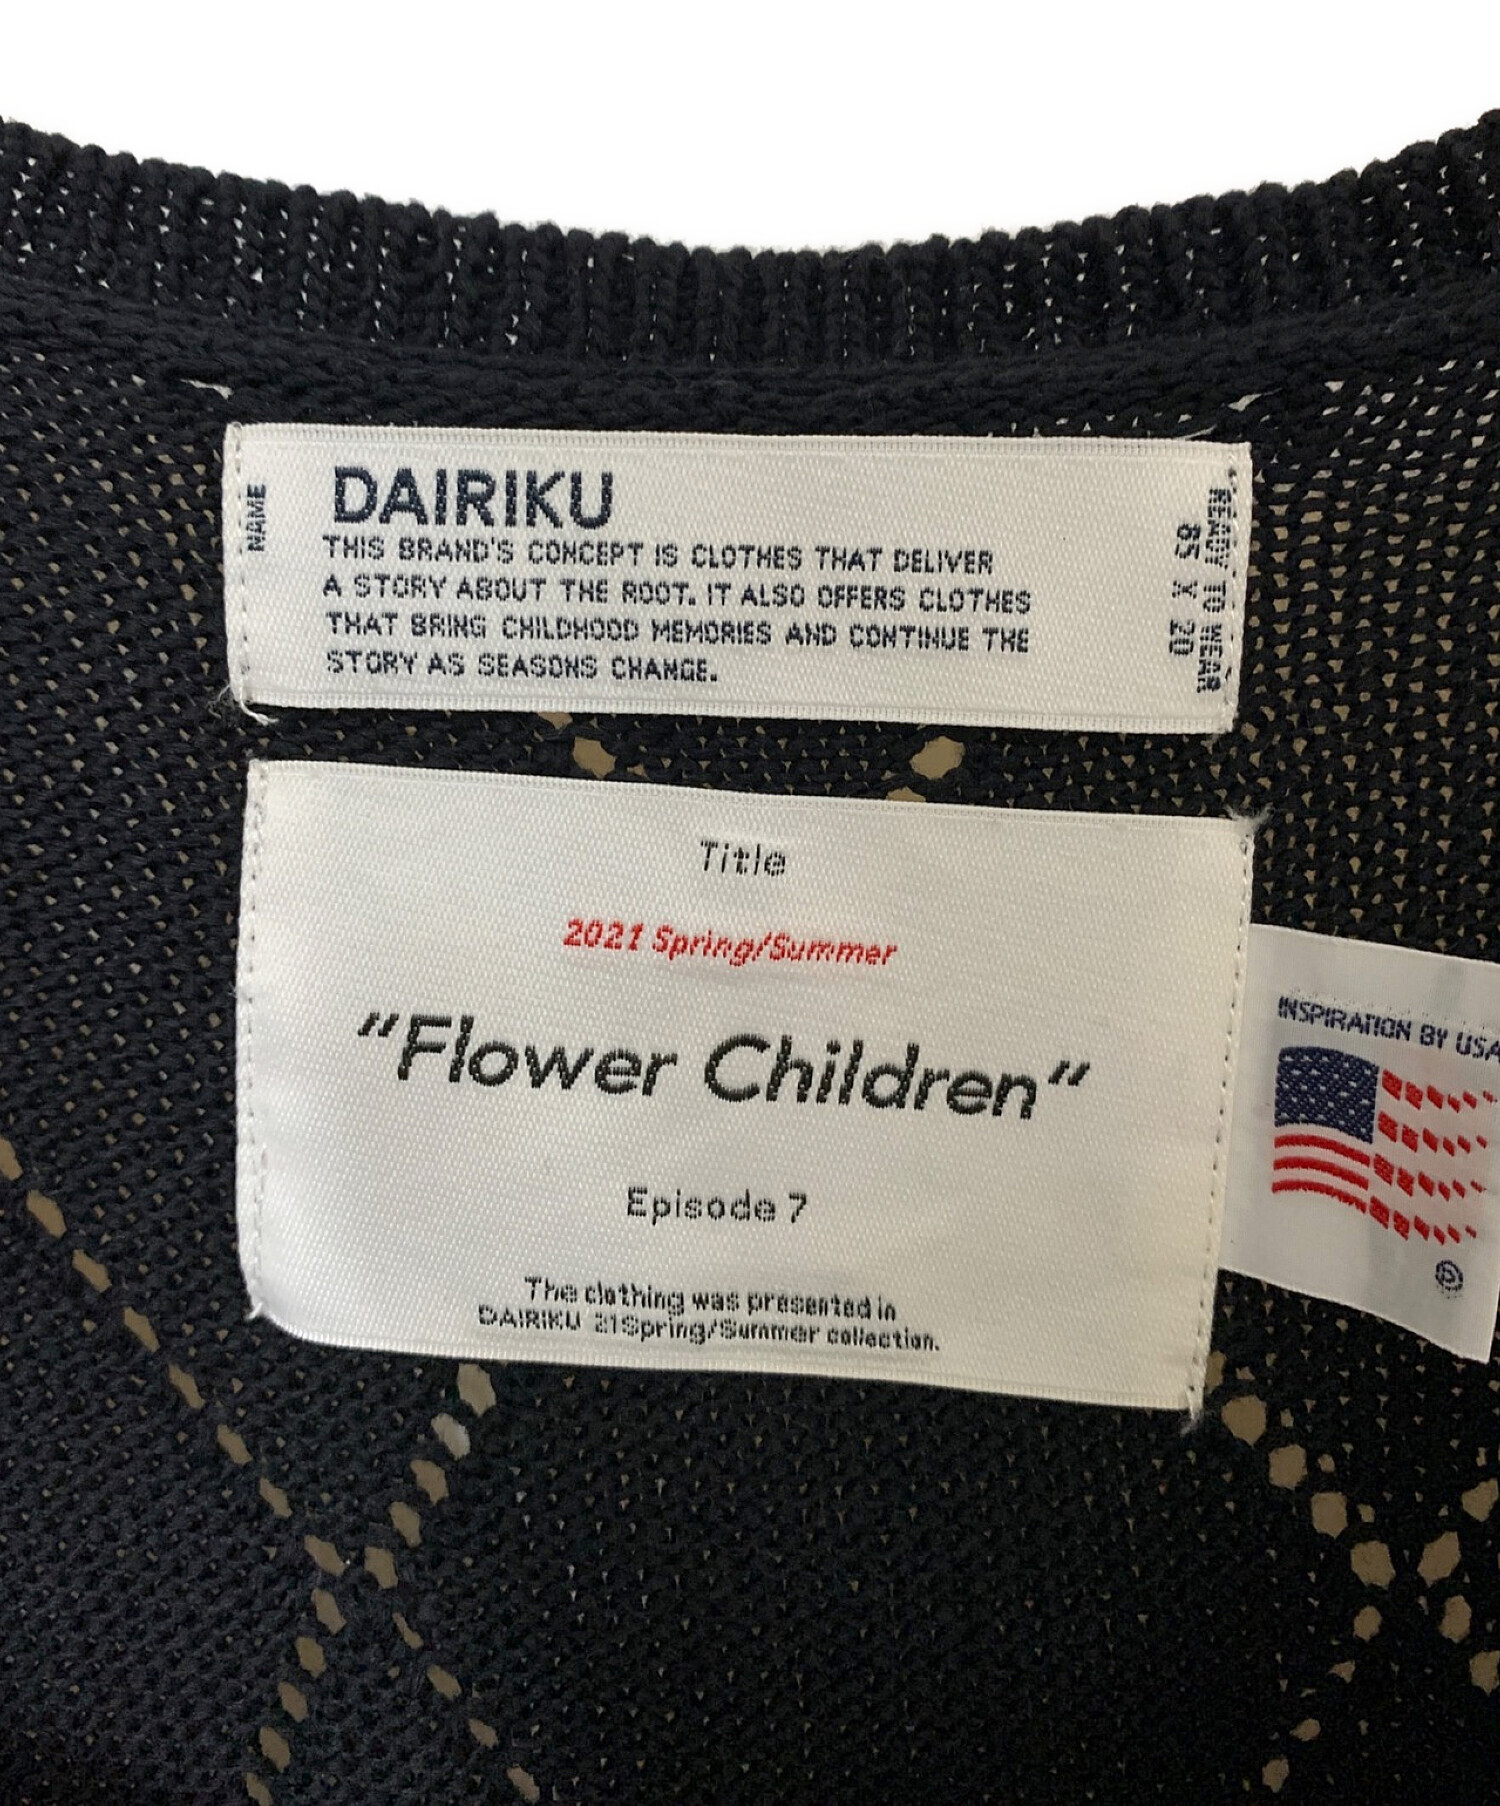 NAME
DAIRIKU
THIS BRAND'S CONCEPT IS CLOTHES THAT DELIVER
A STORY ABOUT THE ROOT. IT ALSO OFFERS CLOTHES
THAT BRING CHILDHOOD MEMORIES AND CONTINUE THE
STORY AS SEASONS CHANGE.
"READY TO WEAR"
65 X 20
Title
2021 Spring/Summer
"Flower Children"
Episode 7
The clothing was presented in
DAIRIKU 21Spring/Summer collection.
INSPIRATION BY USA